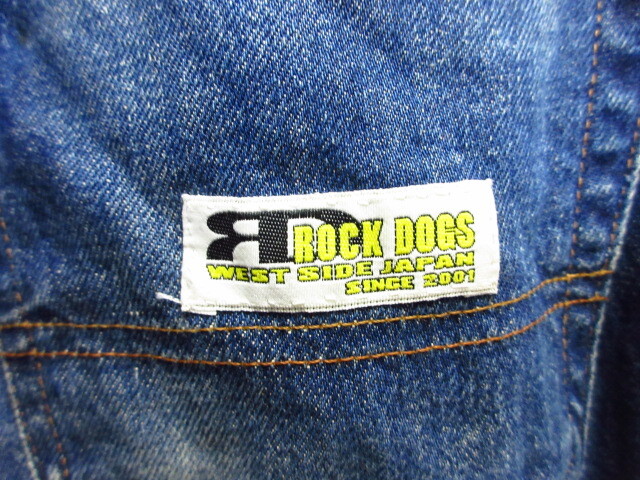 RD
ROCK DOGS
WEST SIDE JAPAN
SINCE 2001